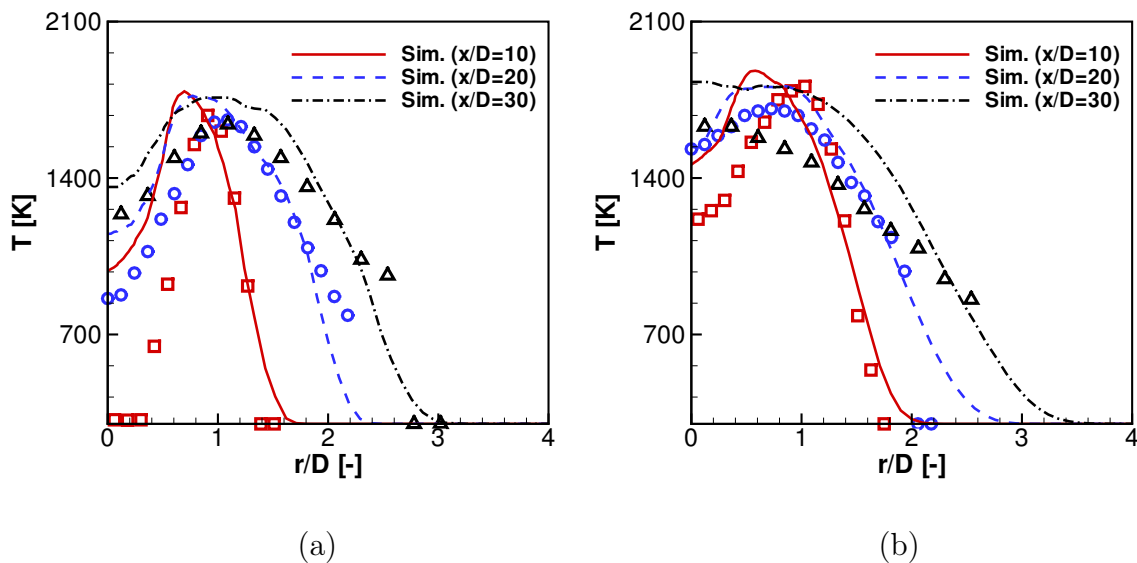 2100
1400
700
T [K]
Sim. (x/D=10)
Sim. (x/D=20)
Sim. (x/D=30)
0 1 2 3 4
r/D [-]
(a)
2100
1400
700
T [K]
Sim. (x/D=10)
Sim. (x/D=20)
Sim. (x/D=30)
0 1 2 3 4
r/D [-]
(b)